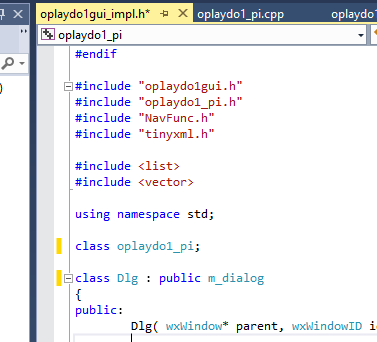 oplaydo1gui_impl.h* oplaydo1_pi.cpp oplaydo1
oplaydo1_pi
#endif
#include "oplaydo1gui.h"
#include "oplaydo1_pi.h"
#include "NavFunc.h"
#include "tinyxml.h"
#include <list>
#include <vector>
using namespace std;
class oplaydo1_pi;
class Dlg : public m_dialog
{
public:
Dlg( wxWindow* parent, wxWindowID i